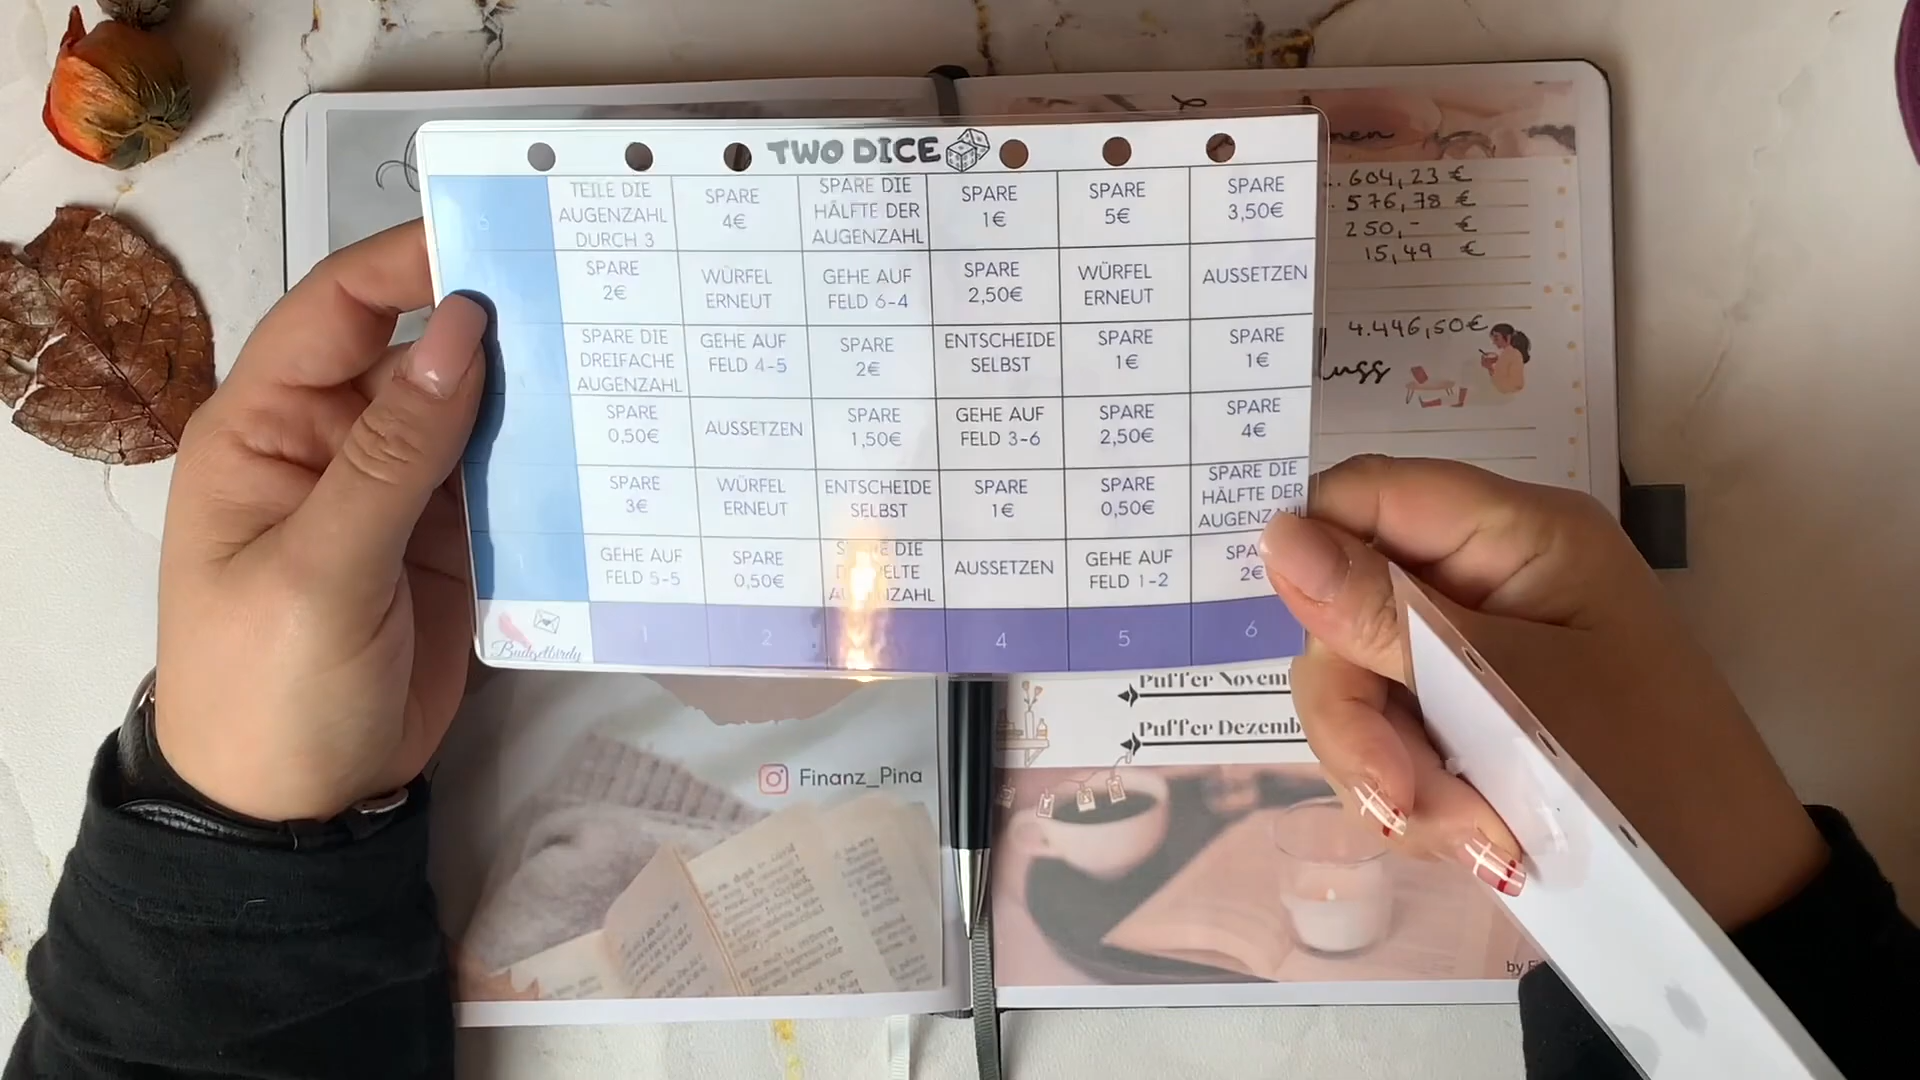 TWO DICE
6
TEILE DIE
AUGENZAHL
DURCH 3
SPARE
4€
SPARE DIE
HÄLFTE DER
AUGENZAHL
SPARE
1€
SPARE
5€
SPARE
3,50€
SPARE
2€
WÜRFEL
ERNEUT
GEHE AUF
FELD 6-4
SPARE
2,50€
WÜRFEL
ERNEUT
AUSSETZEN
SPARE DIE
DREIFACHE
AUGENZAHL
GEHE AUF
FELD 4-5
SPARE
2€
ENTSCHEIDE
SELBST
SPARE
1€
SPARE
1€
SPARE
0,50€
AUSSETZEN
SPARE
1,50€
GEHE AUF
FELD 3-6
SPARE
2,50€
SPARE
4€
SPARE
3€
WÜRFEL
ERNEUT
ENTSCHEIDE
SELBST
SPARE
1€
SPARE
0,50€
SPARE DIE
HÄLFTE DER
AUGENZAHL
1
GEHE AUF
FELD 5-5
SPARE
0,50€
DIE
AUSSETZEN
GEHE AUF
FELD 1-2
SPA
2€
Budgetbirdy
1
2
4
5
6
604,23 €
576,78 €
250,- €
15,49 €
4.446,50€
Puffer Novem
Puffer Dezemb
Finanz_Pina
by